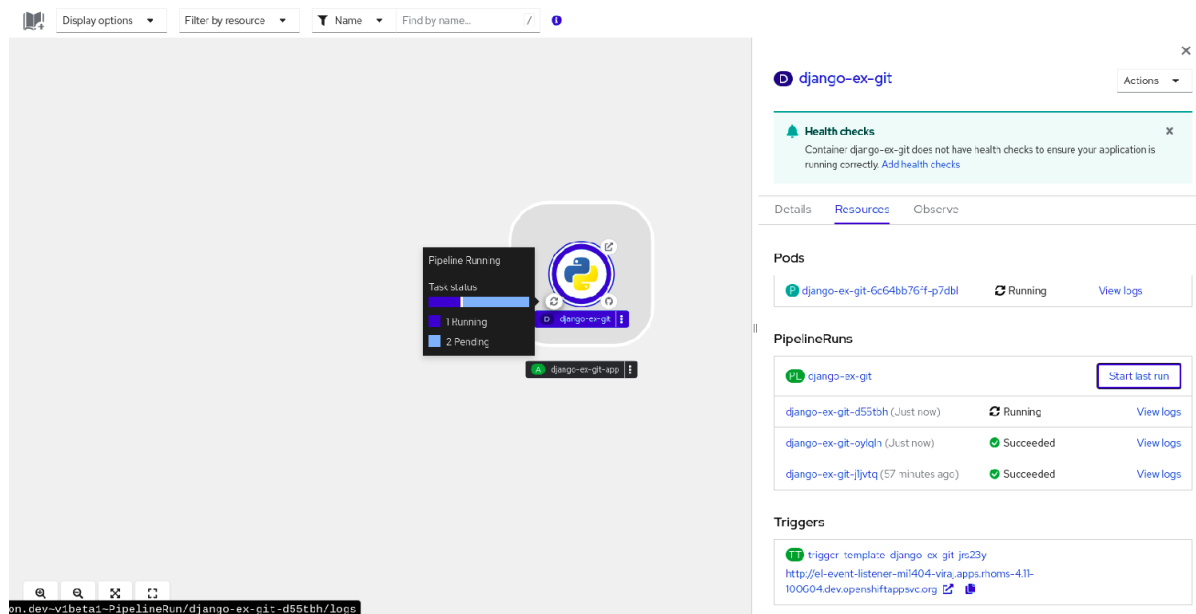 Display options
Filter by resource
Name
Find by name...
/
D django-ex-git
Actions
Health checks
Container django-ex-git does not have health checks to ensure your application is
running correctly. Add health checks
Details Resources Observe
Pods
P django-ex-git-6c64bb76ff-p7dbl Running View logs
PipelineRuns
PL django-ex-git Start last run
django-ex-git-d55tbh (Just now) Running View logs
django-ex-git-oylqln (Just now) Succeeded View logs
django-ex-git-j1jvtq (57 minutes ago) Succeeded View logs
Triggers
TT trigger-template-django-ex-git-jrs23y
http://el-event-listener-mi1404-viraj.apps.rhoms-4.11-
100604.dev.openshiftappsvc.org
Pipeline Running
Task status
1 Running
2 Pending
D django-ex-git
A django-ex-git-app
on.dev~v1beta1~PipelineRun/django-ex-git-d55tbh/logs